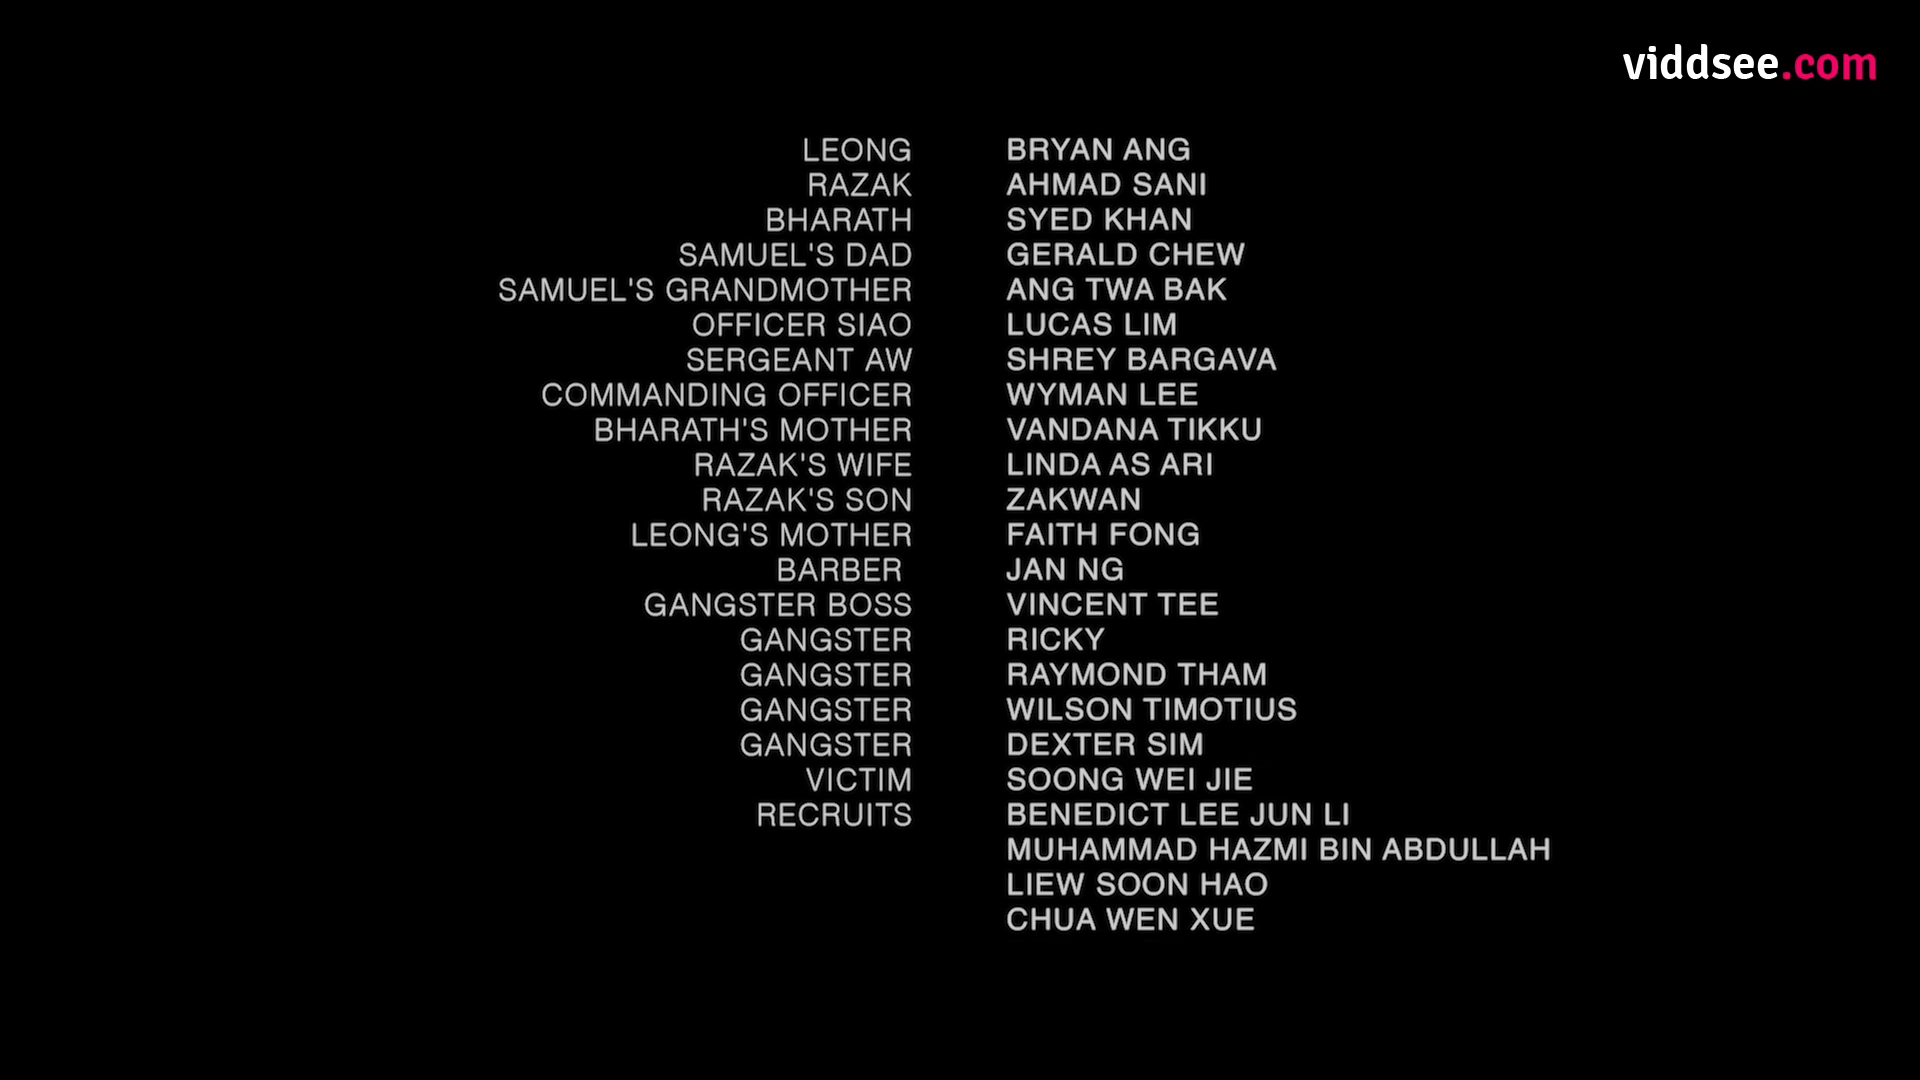 viddsee.com
LEONG BRYAN ANG
RAZAK AHMAD SANI
BHARATH SYED KHAN
SAMUEL'S DAD GERALD CHEW
SAMUEL'S GRANDMOTHER ANG TWA BAK
OFFICER SIAO LUCAS LIM
SERGEANT AW SHREY BARGAVA
COMMANDING OFFICER WYMAN LEE
BHARATH'S MOTHER VANDANA TIKKU
RAZAK'S WIFE LINDA AS ARI
RAZAK'S SON ZAKWAN
LEONG'S MOTHER FAITH FONG
BARBER JAN NG
GANGSTER BOSS VINCENT TEE
GANGSTER RICKY
GANGSTER RAYMOND THAM
GANGSTER WILSON TIMOTIUS
GANGSTER DEXTER SIM
VICTIM SOONG WEI JIE
RECRUITS BENEDICT LEE JUN LI
MUHAMMAD HAZMI BIN ABDULLAH
LIEW SOON HAO
CHUA WEN XUE